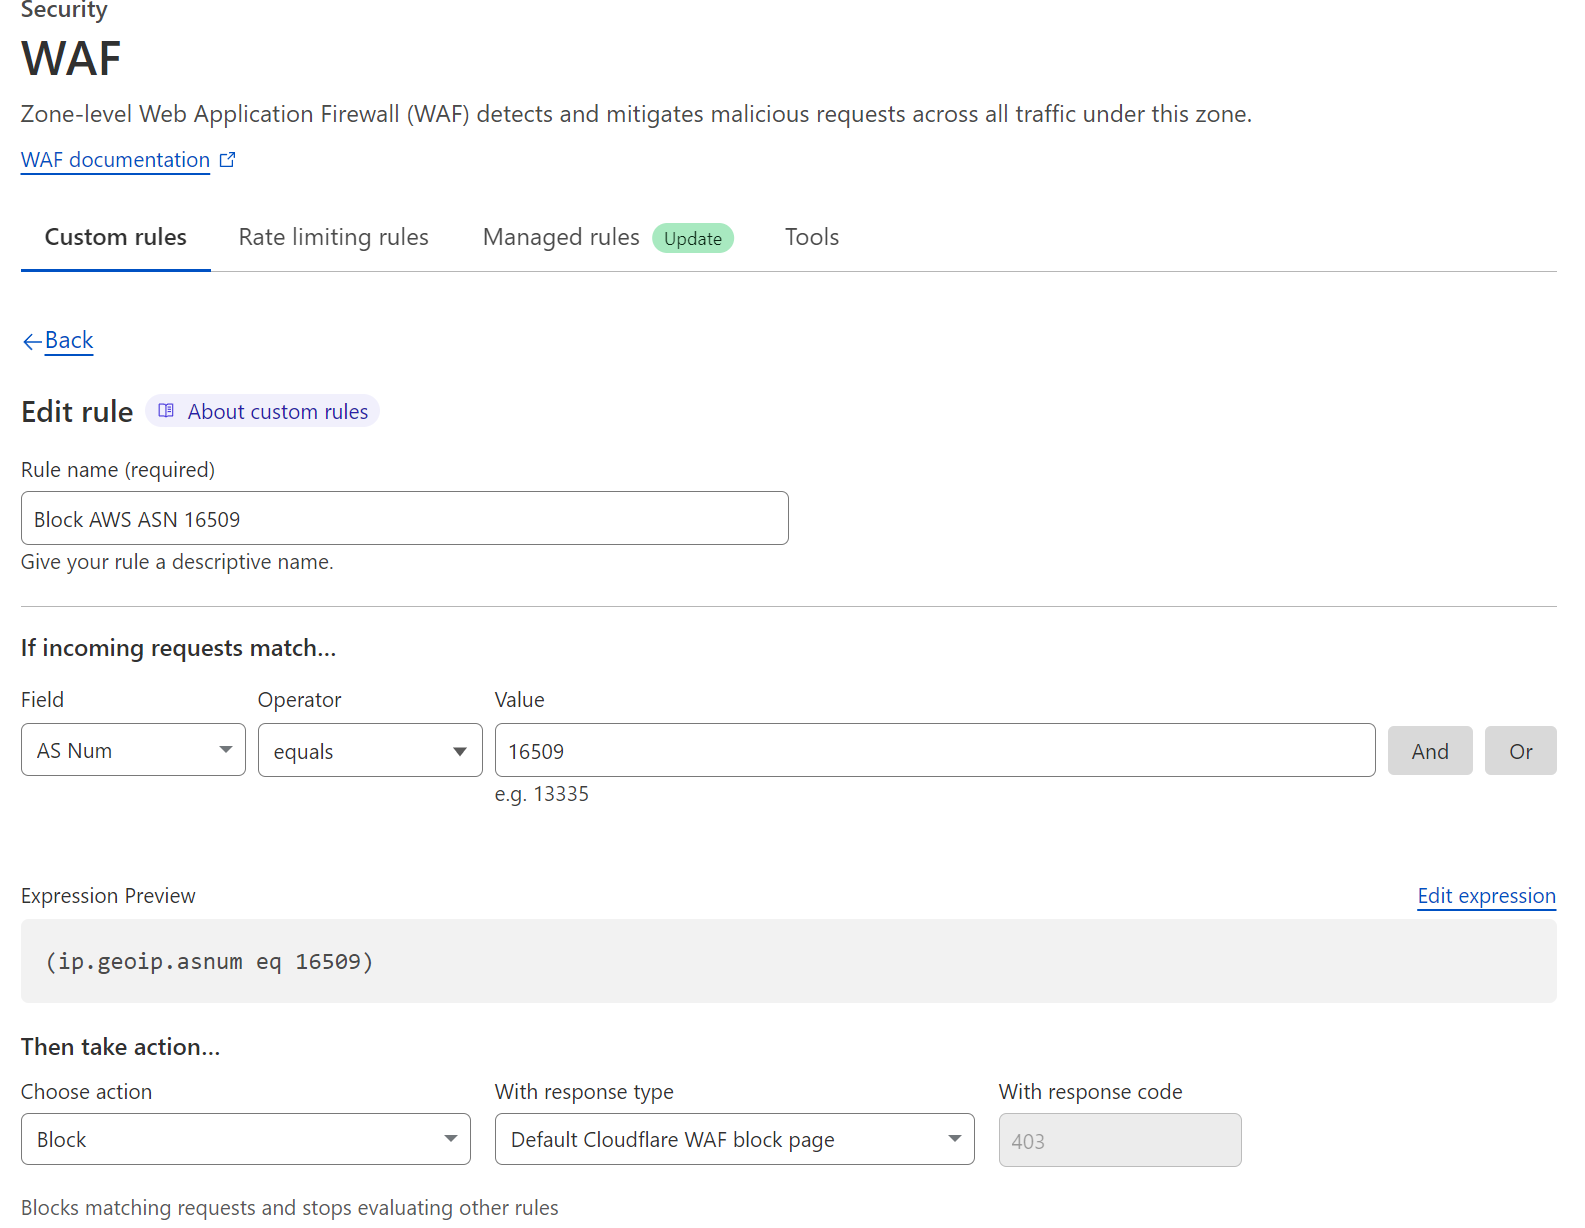 Security
WAF
Zone-level Web Application Firewall (WAF) detects and mitigates malicious requests across all traffic under this zone.
WAF documentation
Custom rules Rate limiting rules Managed rules Update Tools
Back
Edit rule About custom rules
Rule name (required)
Block AWS ASN 16509
Give your rule a descriptive name.
If incoming requests match...
Field Operator Value
AS Num equals 16509 And Or
e.g. 13335
Expression Preview Edit expression
(ip.geoip.asnum eq 16509)
Then take action...
Choose action With response type With response code
Block Default Cloudflare WAF block page 403
Blocks matching requests and stops evaluating other rules